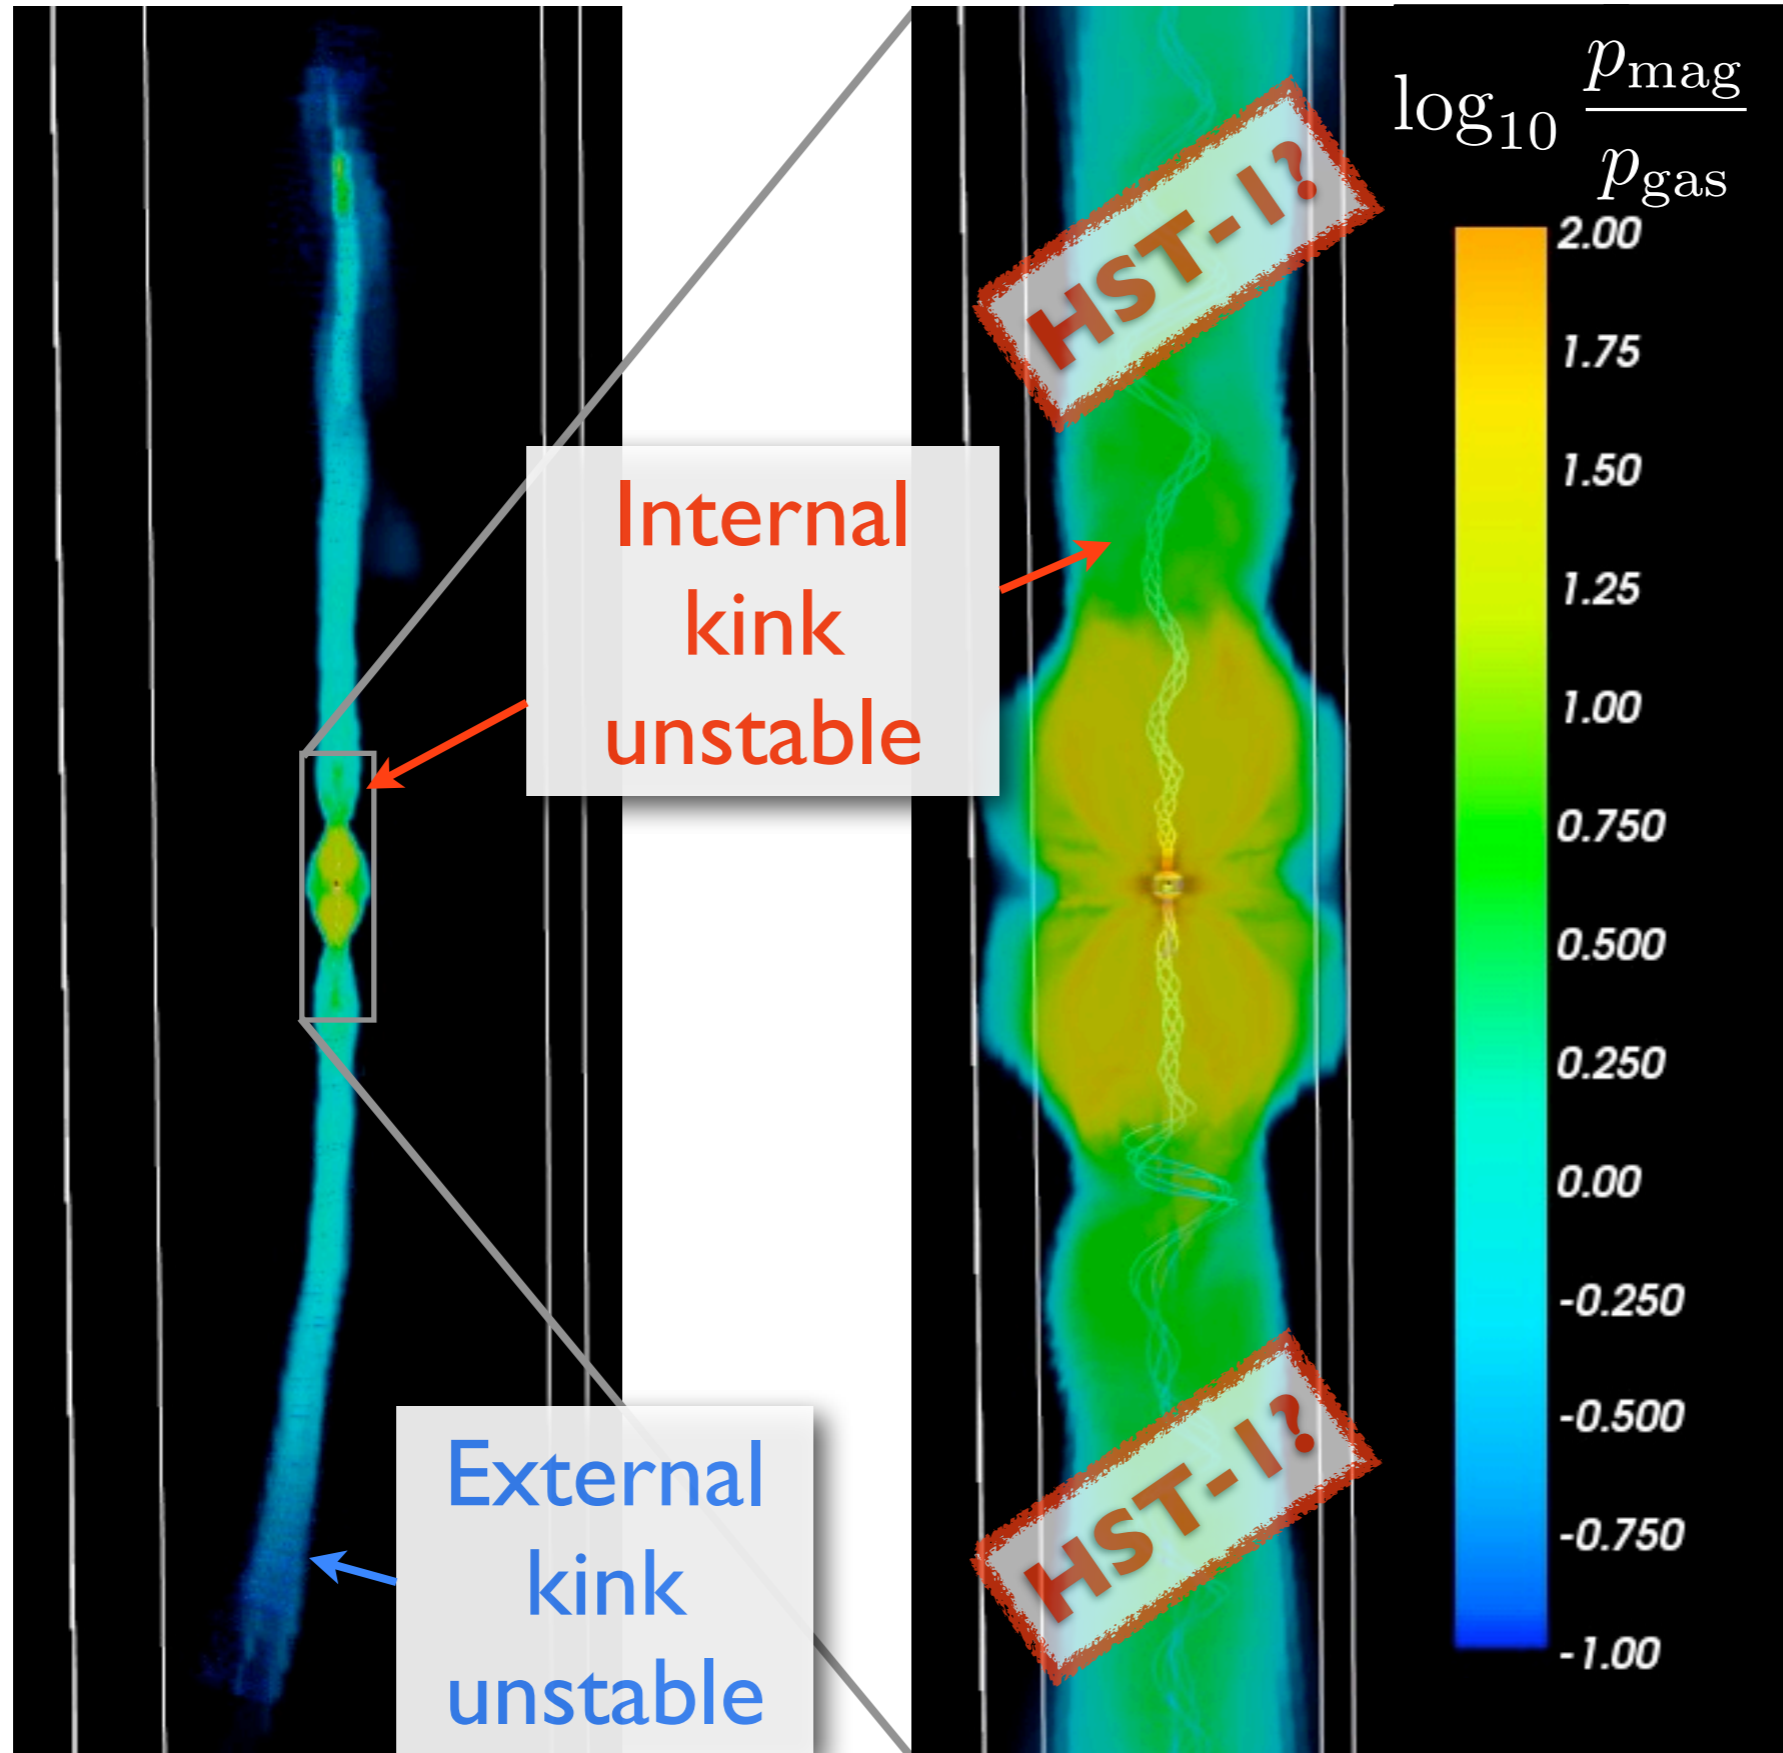 Internal
kink
unstable
External
kink
unstable
HST-1?
HST-1?
log₁₀ p_mag / p_gas
2.00
1.75
1.50
1.25
1.00
0.750
0.500
0.250
0.00
-0.250
-0.500
-0.750
-1.00